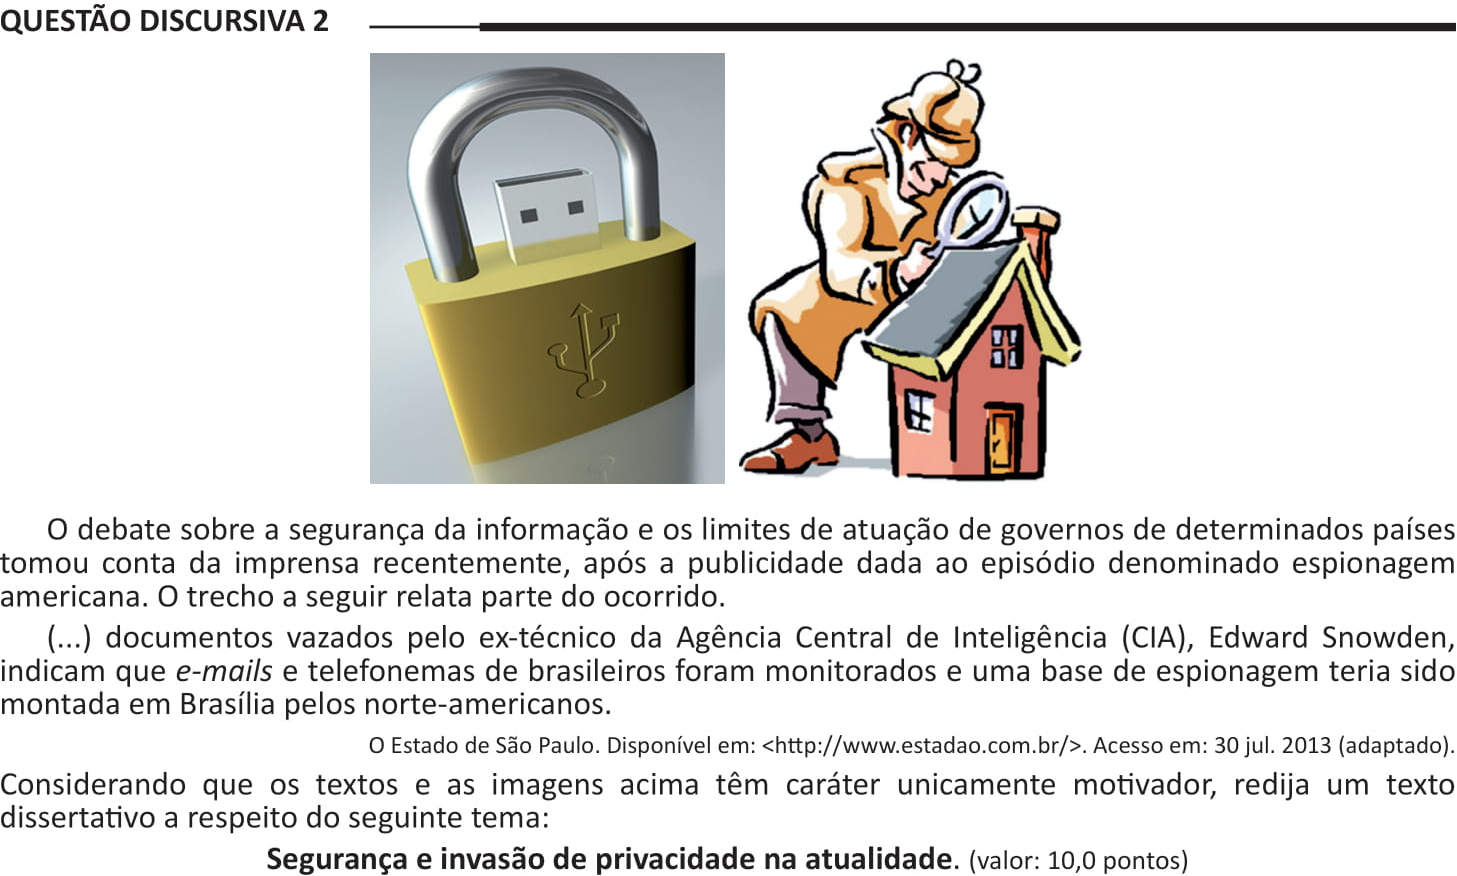 QUESTÃO DISCURSIVA 2
O debate sobre a segurança da informação e os limites de atuação de governos de determinados países
tomou conta da imprensa recentemente, após a publicidade dada ao episódio denominado espionagem
americana. O trecho a seguir relata parte do ocorrido.
(...) documentos vazados pelo ex-técnico da Agência Central de Inteligência (CIA), Edward Snowden,
indicam que e-mails e telefonemas de brasileiros foram monitorados e uma base de espionagem teria sido
montada em Brasília pelos norte-americanos.
O Estado de São Paulo. Disponível em: <http://www.estadao.com.br/>. Acesso em: 30 jul. 2013 (adaptado).
Considerando que os textos e as imagens acima têm caráter unicamente motivador, redija um texto
dissertativo a respeito do seguinte tema:
Segurança e invasão de privacidade na atualidade. (valor: 10,0 pontos)